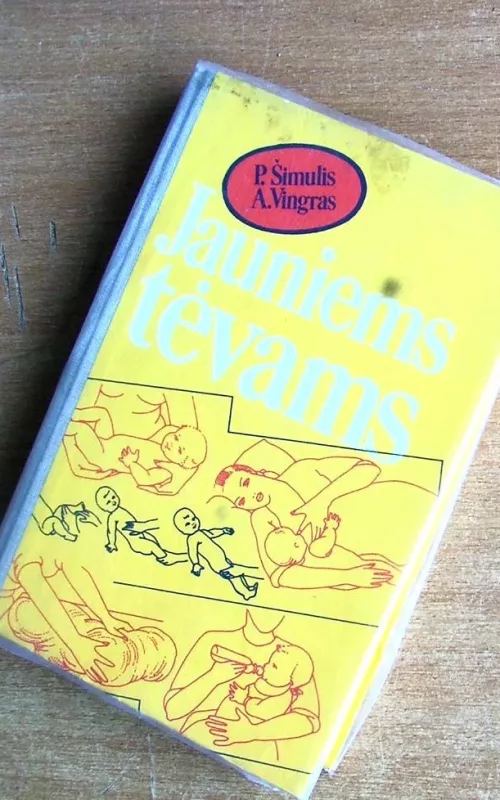 P. Šimulis
A.Vingras
Jauniems
tėvams